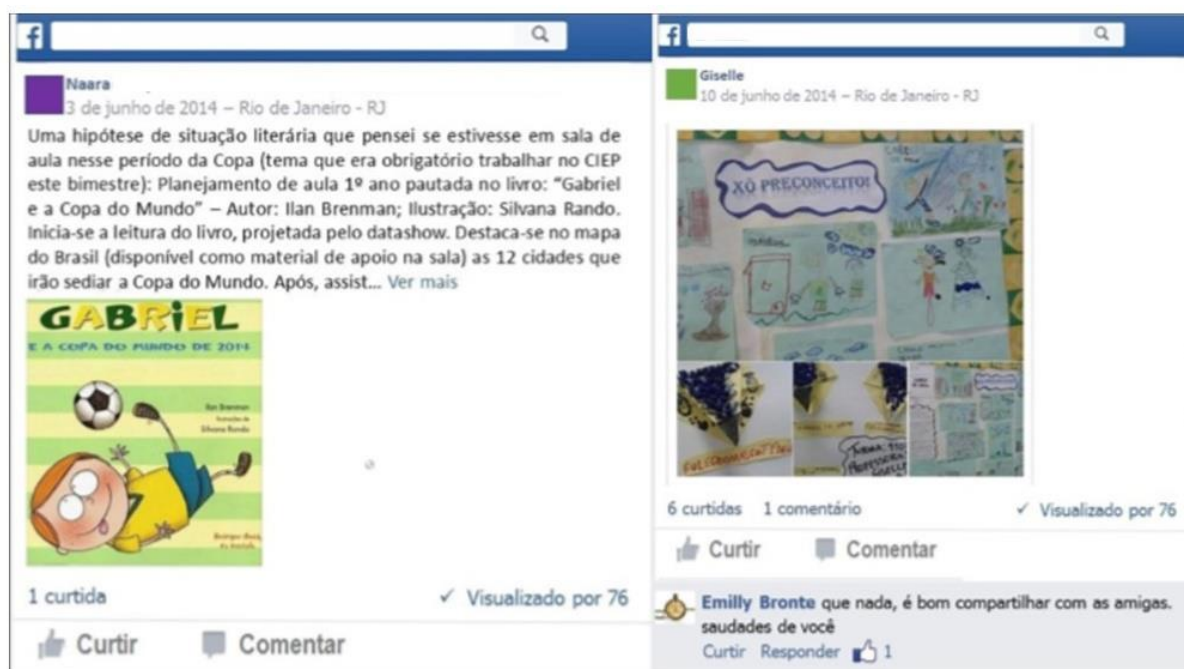 f
Naara
3 de junho de 2014 – Rio de Janeiro - RJ
Uma hipótese de situação literária que pensei se estivesse em sala de
aula nesse período da Copa (tema que era obrigatório trabalhar no CIEP
este bimestre): Planejamento de aula 1º ano pautada no livro: “Gabriel
e a Copa do Mundo” – Autor: Ilan Brenman; Ilustração: Silvana Rando.
Inicia-se a leitura do livro, projetada pelo datashow. Destaca-se no mapa
do Brasil (disponível como material de apoio na sala) as 12 cidades que
irão sediar a Copa do Mundo. Após, assist... Ver mais
GABRIEL
E A COPA DO MUNDO DE 2014
Ilan Brenman
Ilustrações de
Silvana Rando
1 curtida
✓ Visualizado por 76
Curtir Comentar
f
Giselle
10 de junho de 2014 – Rio de Janeiro - RJ
XÔ PRECONCEITO!
PROFESSORA
6 curtidas 1 comentário
✓ Visualizado por 76
Curtir Comentar
Emilly Bronte que nada, é bom compartilhar com as amigas.
saudades de você
Curtir Responder 1